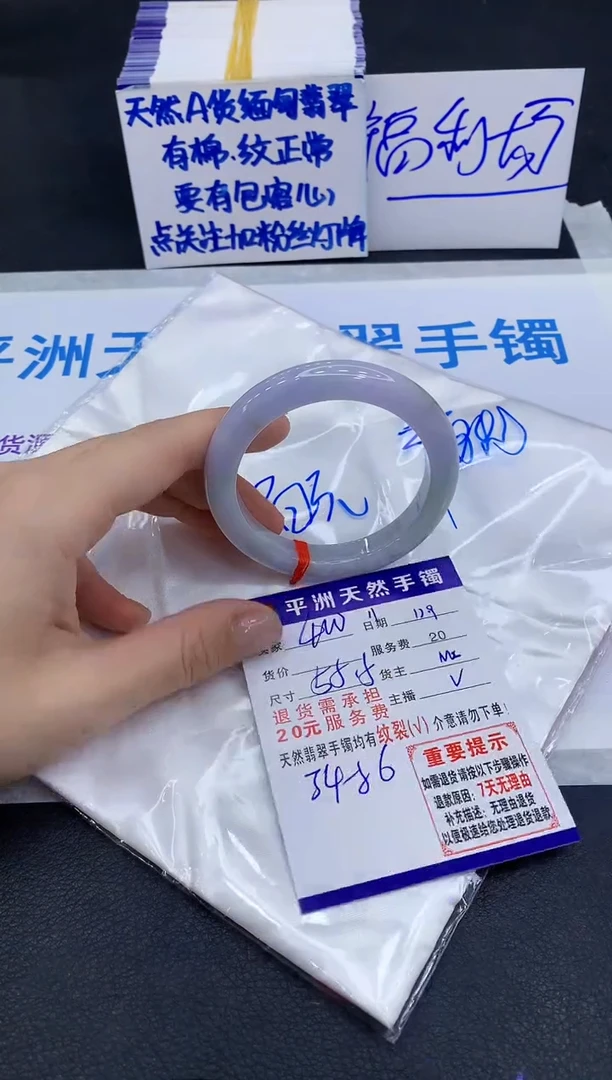 天然A货缅甸翡翠
有棉.纹正常
要有包容心
点关注加粉丝灯牌
福利场
平洲天 翠手镯
货源
平洲天然手镯
日期 129
服务费 20
货价
货主
尺寸
主播 V
退货需承担
20元服务费
天然翡翠手镯均有纹裂(√)介意请勿下单!
重要提示
如需退货请按以下步骤操作
退款原因:7天无理由
补充描述:无理由退货
以便极速给您处理退货退款